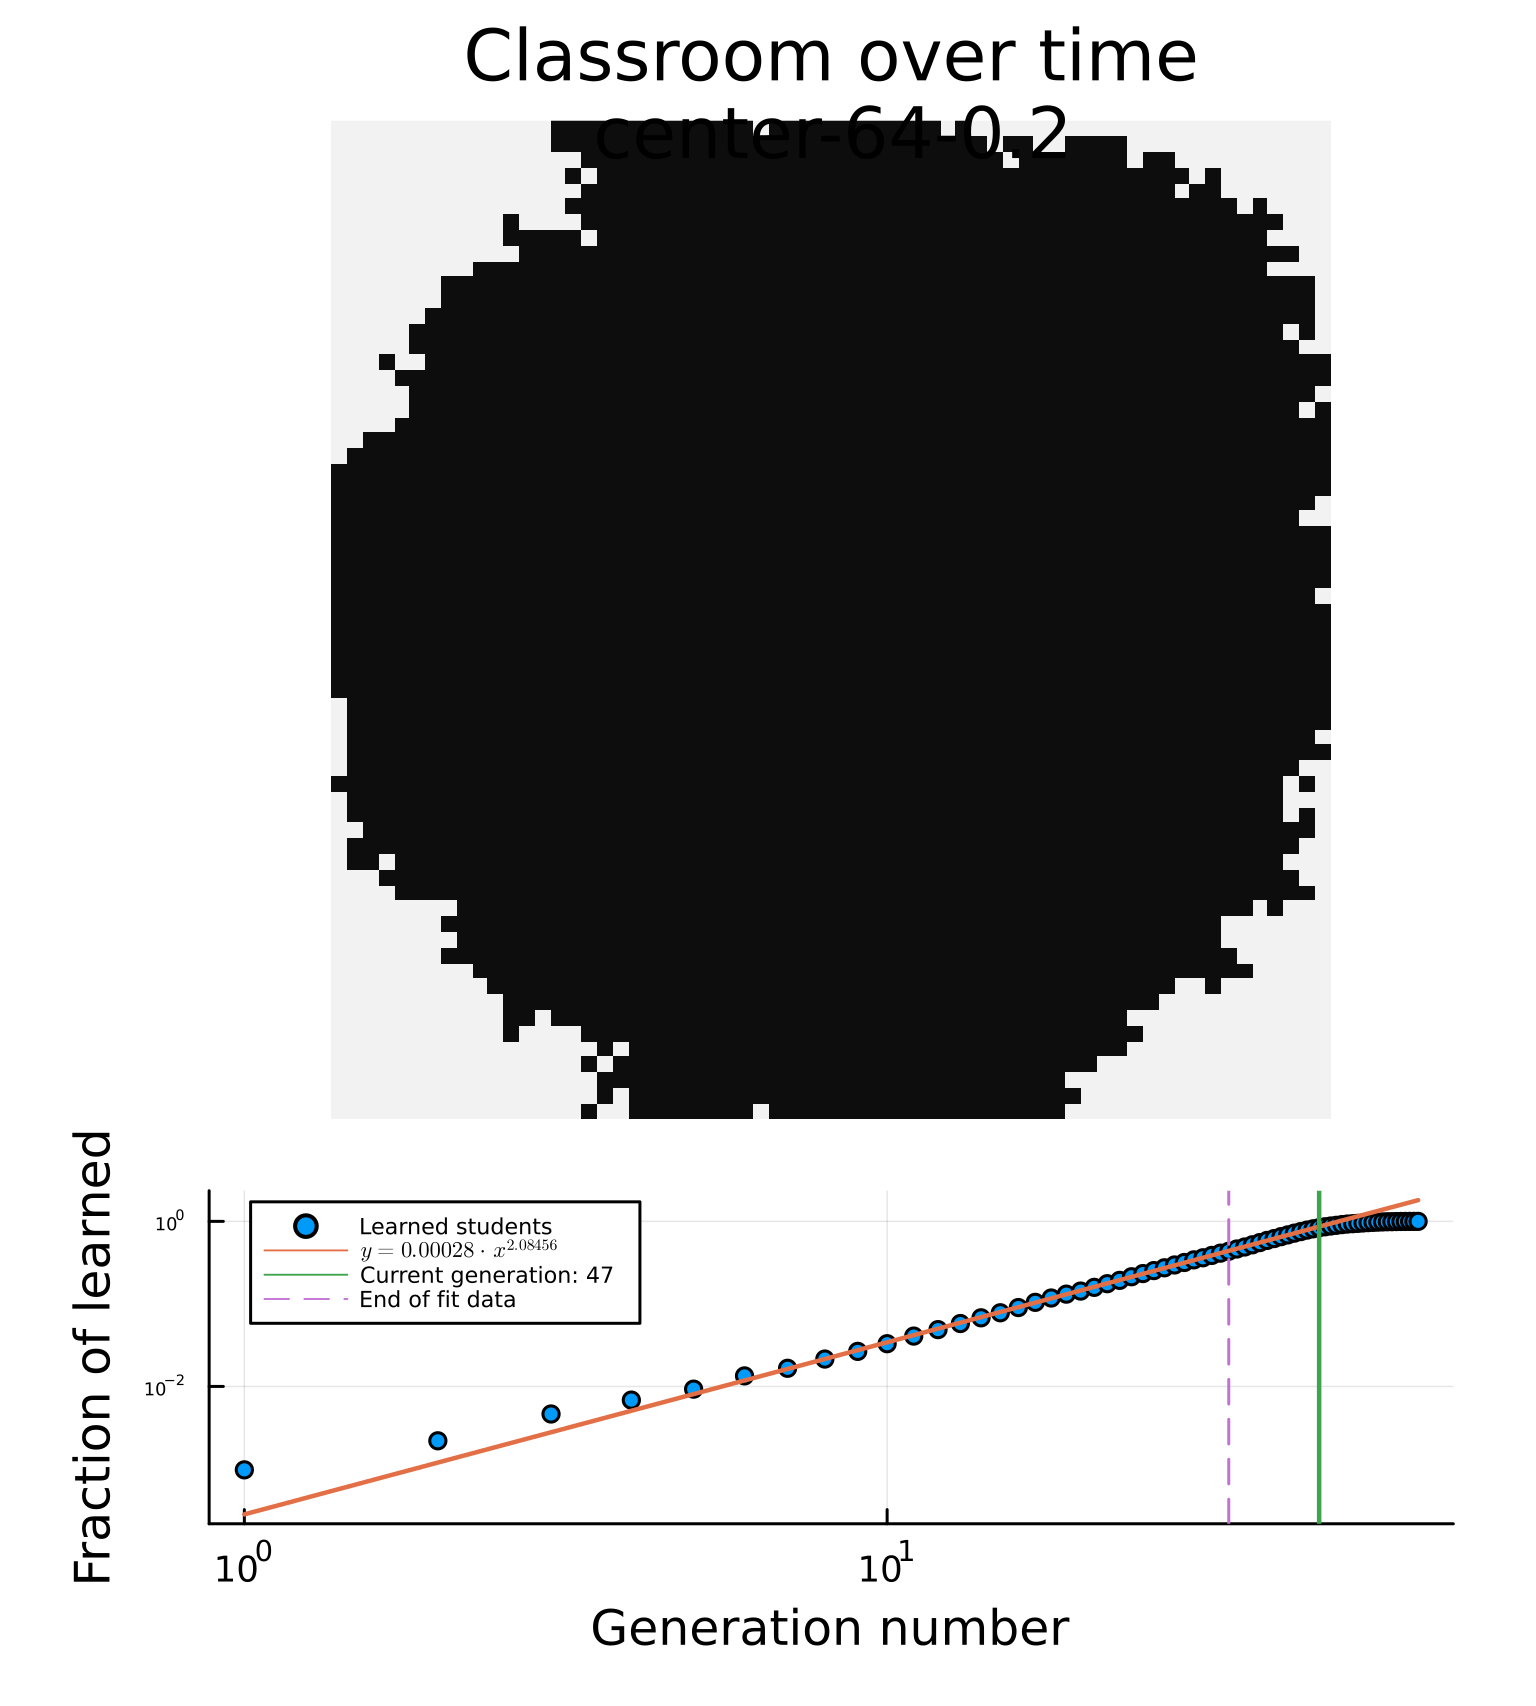 Classroom over time
center-64-0.2
Fraction of learned
10⁰
10⁻²
Learned students
y = 0.00028 · x²·⁰⁸⁴⁵⁶
Current generation: 47
End of fit data
10⁰
10¹
Generation number